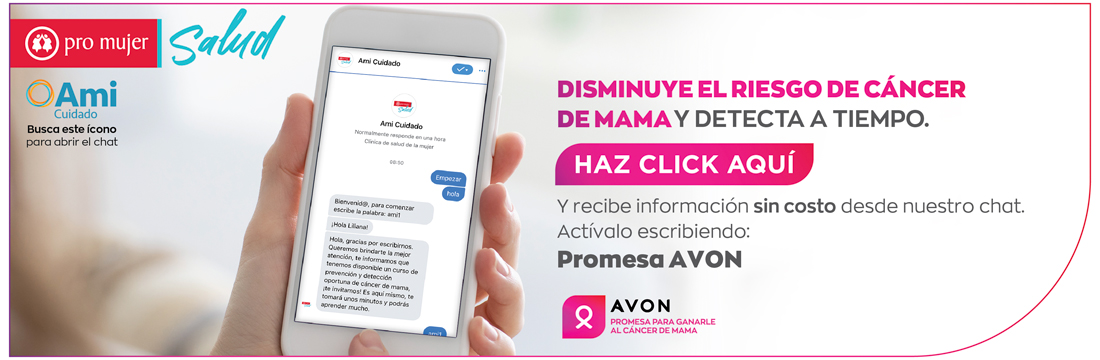 pro mujer
Salud
Ami
Cuidado
Busca este ícono
para abrir el chat
Ami Cuidado
Ami Cuidado
Normalmente responde en una hora
Clínica de salud de la mujer
Empezar
hola
Bienvenid@, para comenzar
escribe la palabra: ami1
¡Hola Liliana!
Hola, gracias por escribirnos.
Queremos brindarte la mejor
atención, te informamos que
tenemos disponible un curso de
prevención y detección
oportuna de cáncer de mama,
¡te invitamos! Es aquí mismo, te
tomará unos minutos y podrás
aprender mucho.
ami1
DISMINUYE EL RIESGO DE CÁNCER
DE MAMA Y DETECTA A TIEMPO.
HAZ CLICK AQUÍ
Y recibe información sin costo desde nuestro chat.
Actívalo escribiendo:
Promesa AVON
AVON
PROMESA PARA GANARLE
AL CÁNCER DE MAMA